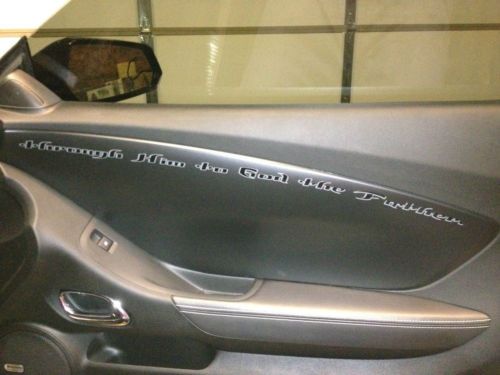 through Him to God the Father